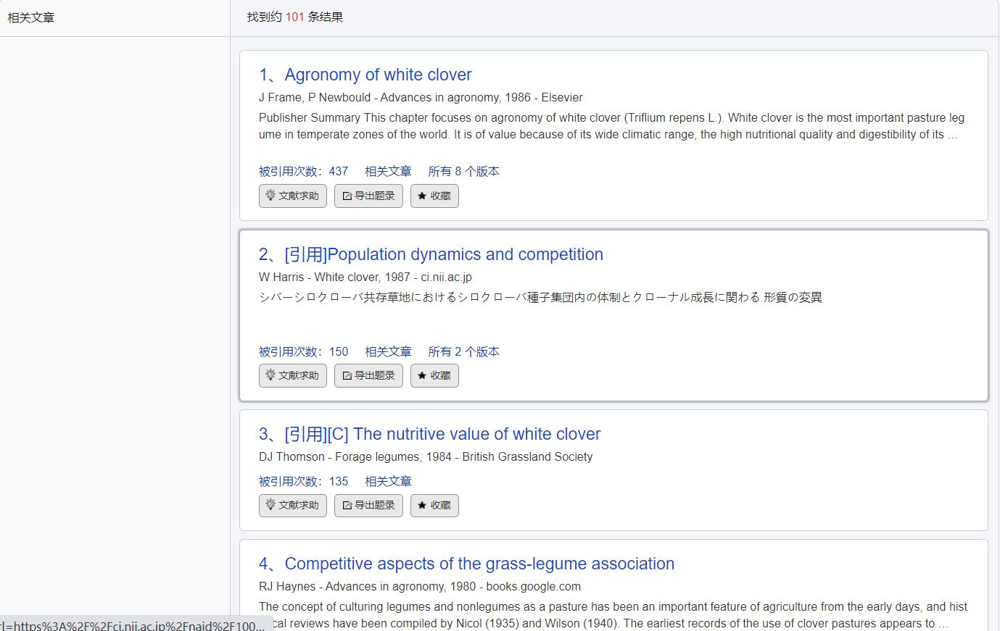 相关文章
找到约 101 条结果
1、Agronomy of white clover
J Frame, P Newbould - Advances in agronomy, 1986 - Elsevier
Publisher Summary This chapter focuses on agronomy of white clover (Triflium repens L.). White clover is the most important pasture leg
ume in temperate zones of the world. It is of value because of its wide climatic range, the high nutritional quality and digestibility of its …
被引用次数：437 相关文章 所有 8 个版本
文献求助 导出题录 ★ 收藏
2、[引用]Population dynamics and competition
W Harris - White clover, 1987 - ci.nii.ac.jp
シバーシロクローバ共存草地におけるシロクローバ種子集団内の体制とクローナル成長に関わる 形質の変異
被引用次数：150 相关文章 所有 2 个版本
文献求助 导出题录 ★ 收藏
3、[引用][C] The nutritive value of white clover
DJ Thomson - Forage legumes, 1984 - British Grassland Society
被引用次数：135 相关文章
文献求助 导出题录 ★ 收藏
4、Competitive aspects of the grass-legume association
RJ Haynes - Advances in agronomy, 1980 - books.google.com
The concept of culturing legumes and nonlegumes as a pasture has been an important feature of agriculture from the early days, and hist
cal reviews have been compiled by Nicol (1935) and Wilson (1940). The earliest records of the use of clover pastures appears to …
rl=https%3A%2F%2Fci.nii.ac.jp%2Fnaid%2F100...